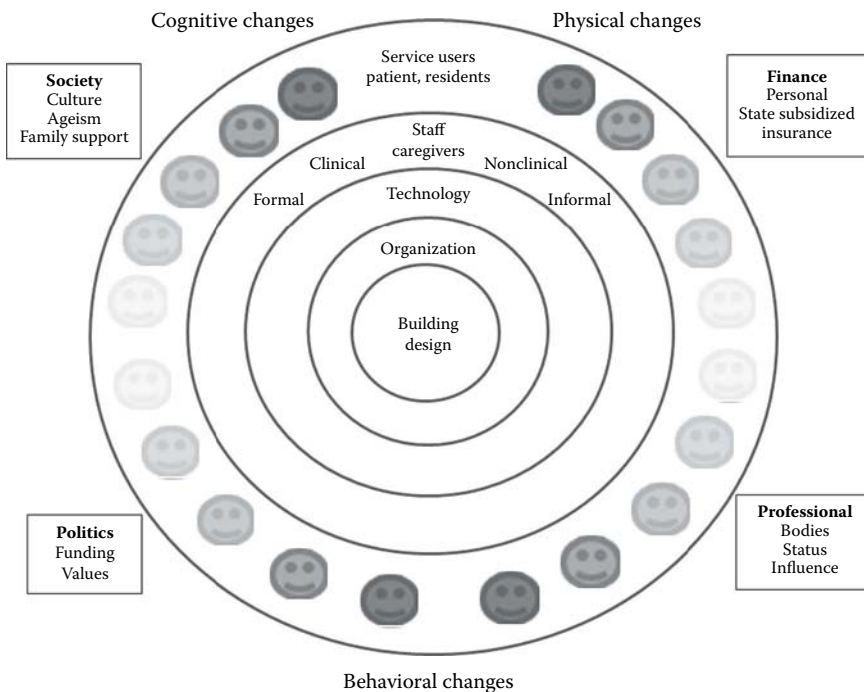 Cognitive changes
Physical changes
Society
Culture
Ageism
Family support
Service users
patient, residents
Finance
Personal
State subsidized
insurance
Staff
caregivers
Clinical
Nonclinical
Formal
Technology
Informal
Organization
Building
design
Politics
Funding
Values
Professional
Bodies
Status
Influence
Behavioral changes